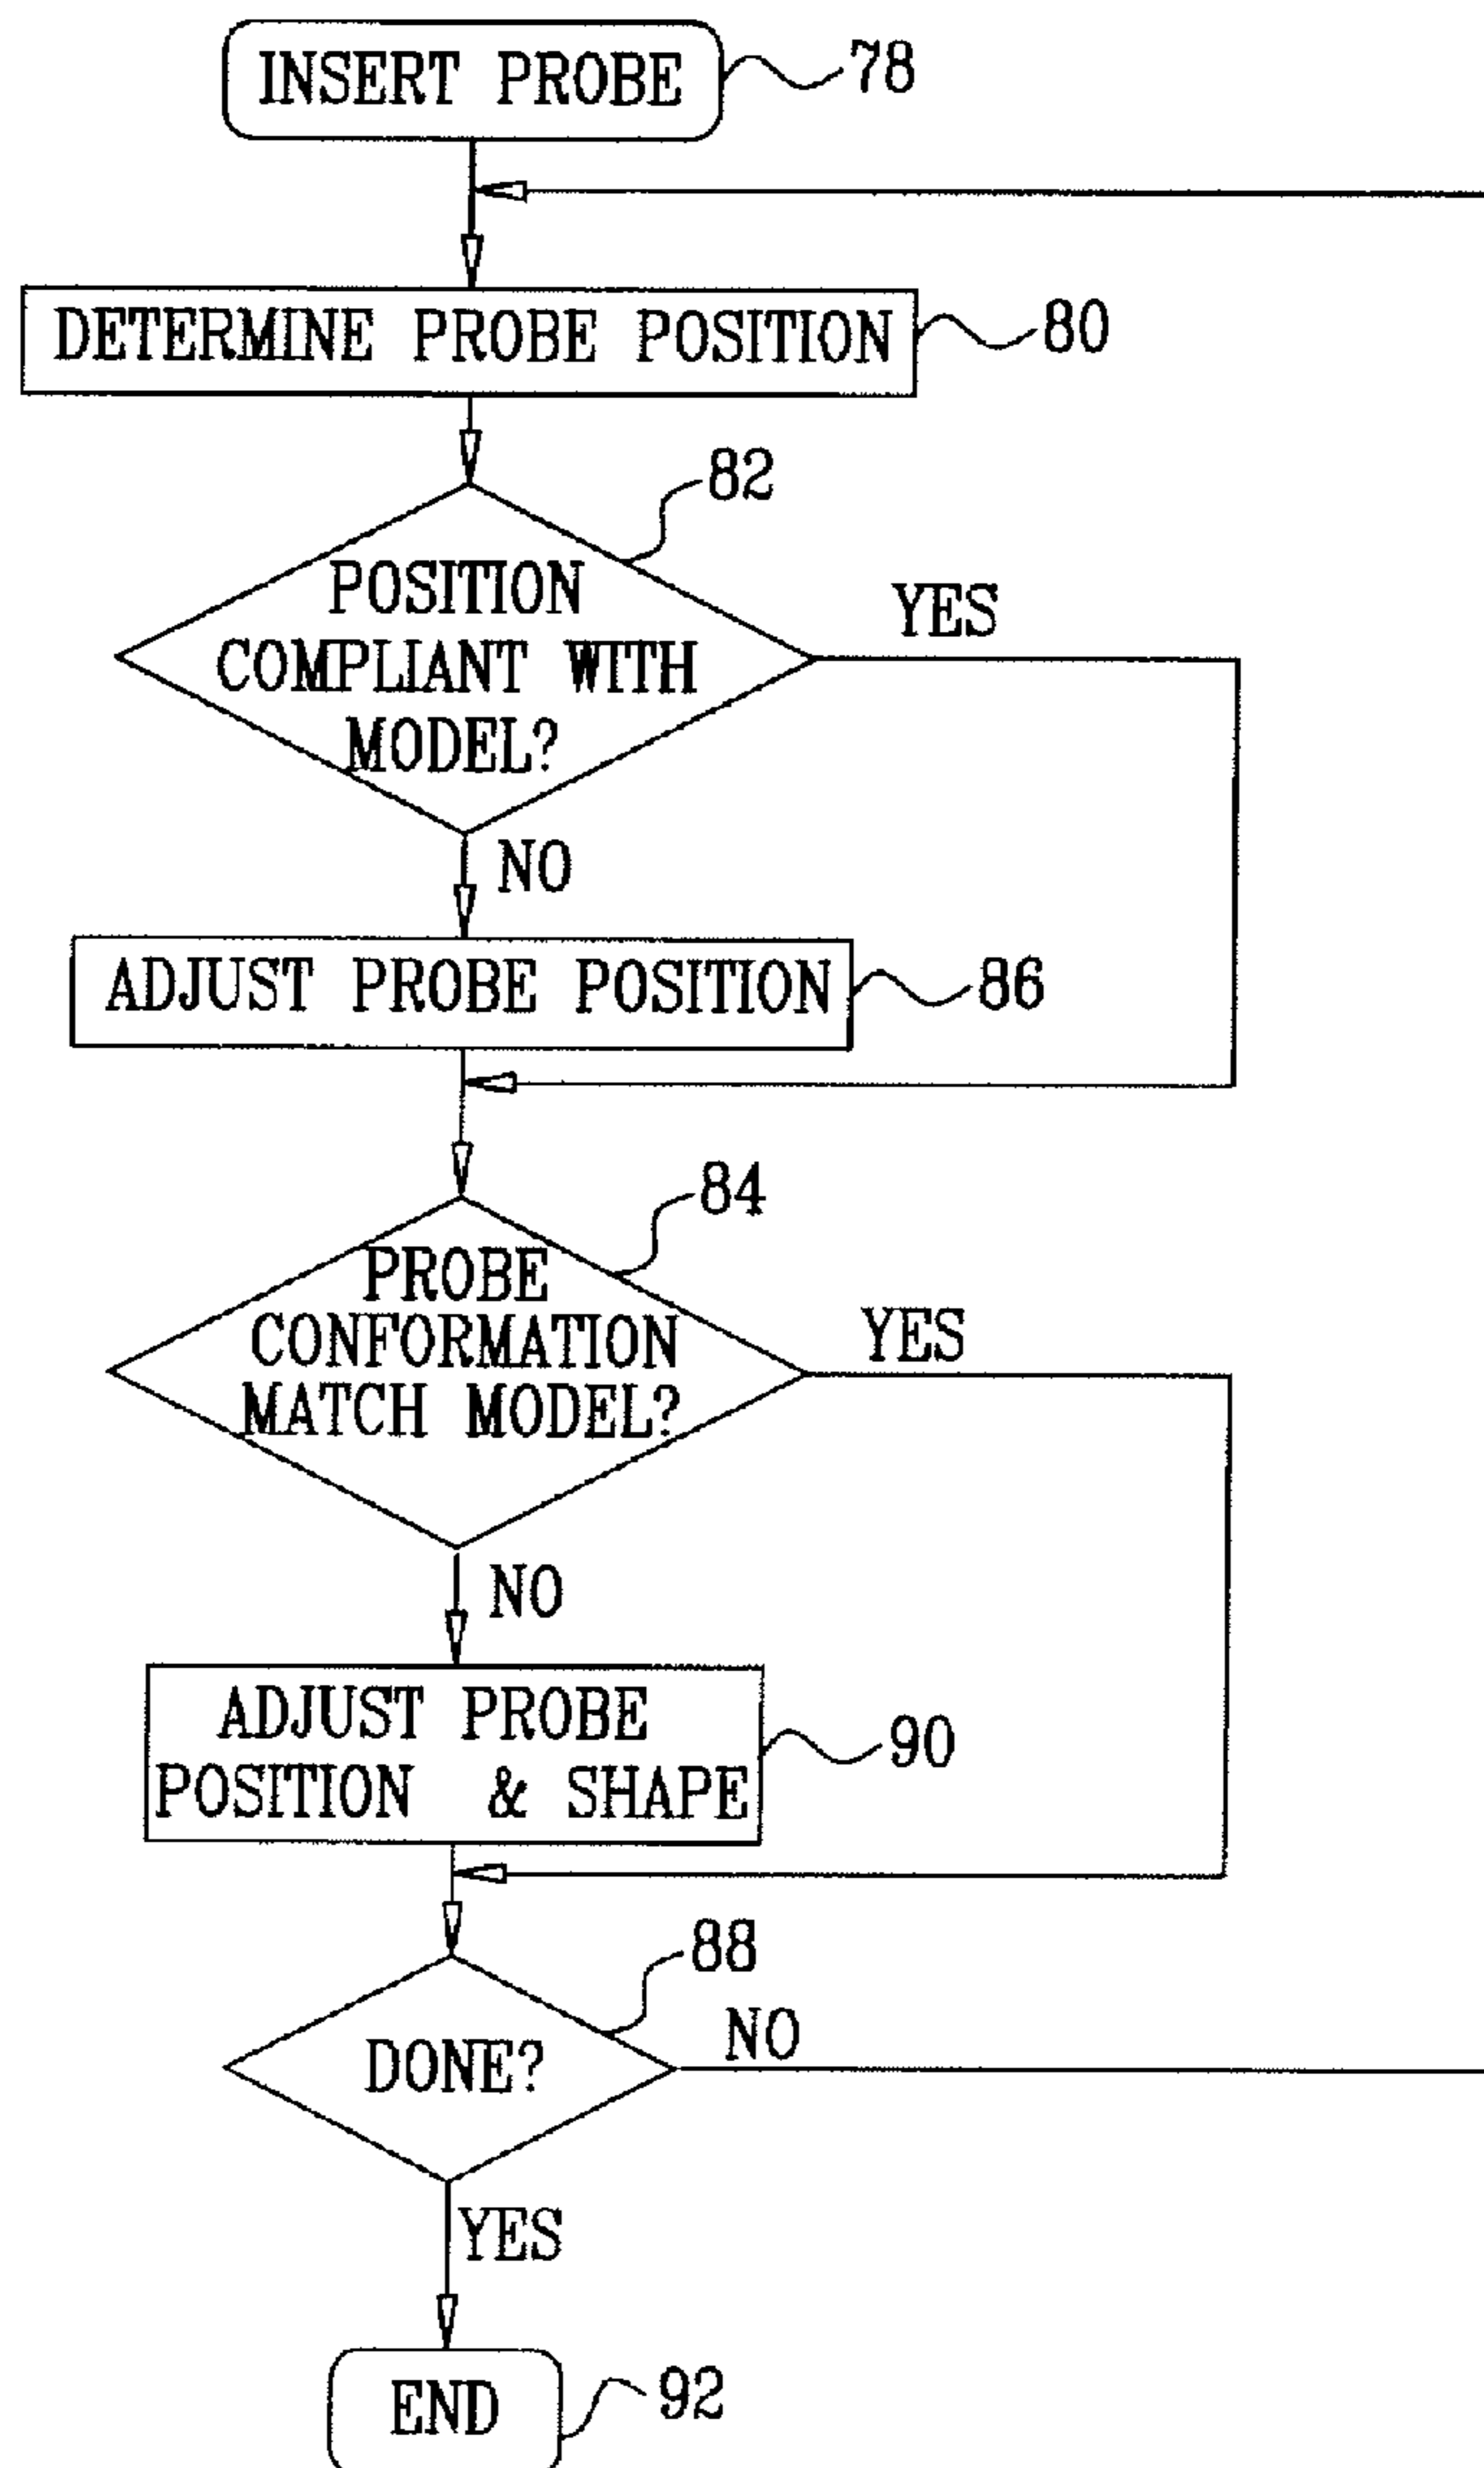 INSERT PROBE
78
DETERMINE PROBE POSITION
80
82
POSITION
COMPLIANT WITH
MODEL?
YES
NO
ADJUST PROBE POSITION
86
84
PROBE
CONFORMATION
MATCH MODEL?
YES
NO
ADJUST PROBE
POSITION & SHAPE
90
88
DONE?
NO
YES
END
92